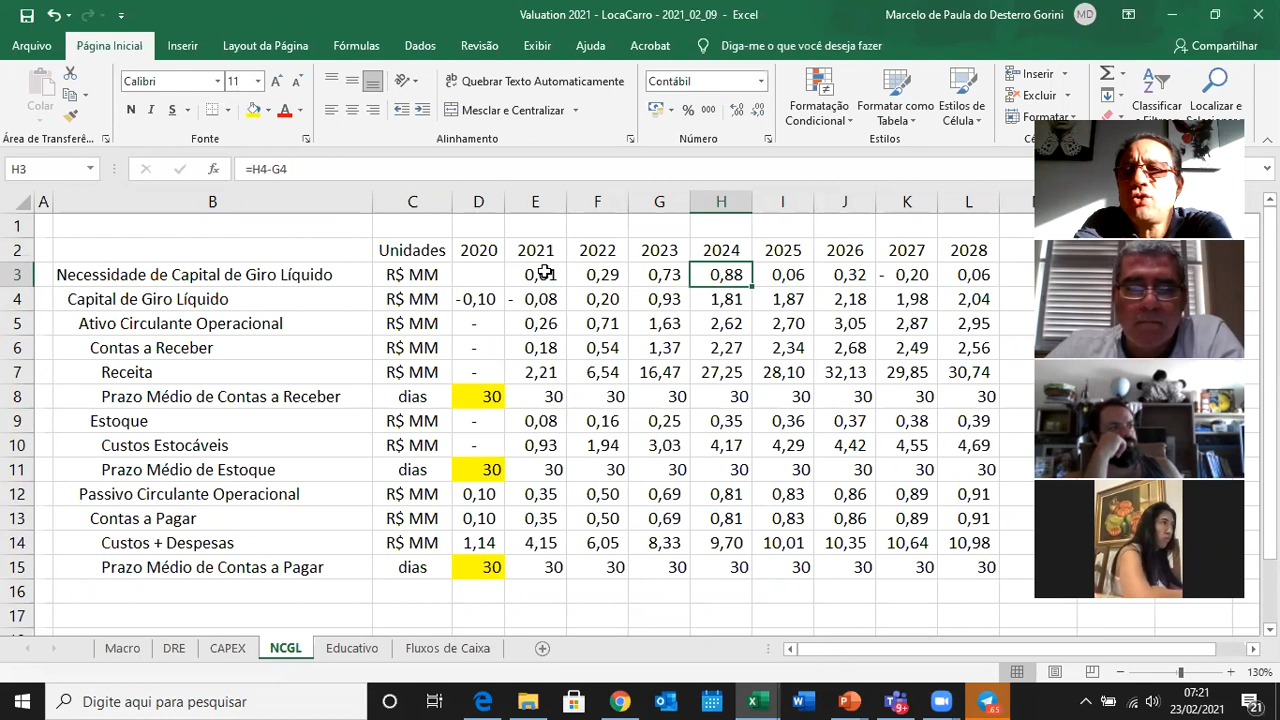 Valuation 2021 - LocaCarro - 2021_02_09 - Excel
Marcelo de Paula do Desterro Gorini MD
Arquivo Página Inicial Inserir Layout da Página Fórmulas Dados Revisão Exibir Ajuda Acrobat Diga-me o que você deseja fazer Compartilhar
Colar
Calibri 11
N I S
Quebrar Texto Automaticamente
Mesclar e Centralizar
Contábil
% 000
Formatação Condicional
Formatar como Tabela
Estilos de Célula
Inserir
Excluir
Formatar
Classificar
Localizar e
Área de Transferê...
Fonte
Alinhamento
Número
Estilos
H3 fx =H4-G4
A B C D E F G H I J K L
1
2 Unidades 2020 2021 2022 2023 2024 2025 2026 2027 2028
3 Necessidade de Capital de Giro Líquido R$ MM 0,29 0,73 0,88 0,06 0,32 - 0,20 0,06
4 Capital de Giro Líquido R$ MM -0,10 - 0,08 0,20 0,93 1,81 1,87 2,18 1,98 2,04
5 Ativo Circulante Operacional R$ MM - 0,26 0,71 1,63 2,62 2,70 3,05 2,87 2,95
6 Contas a Receber R$ MM - 0,18 0,54 1,37 2,27 2,34 2,68 2,49 2,56
7 Receita R$ MM - 2,21 6,54 16,47 27,25 28,10 32,13 29,85 30,74
8 Prazo Médio de Contas a Receber dias 30 30 30 30 30 30 30 30 30
9 Estoque R$ MM - 0,08 0,16 0,25 0,35 0,36 0,37 0,38 0,39
10 Custos Estocáveis R$ MM - 0,93 1,94 3,03 4,17 4,29 4,42 4,55 4,69
11 Prazo Médio de Estoque dias 30 30 30 30 30 30 30 30 30
12 Passivo Circulante Operacional R$ MM 0,10 0,35 0,50 0,69 0,81 0,83 0,86 0,89 0,91
13 Contas a Pagar R$ MM 0,10 0,35 0,50 0,69 0,81 0,83 0,86 0,89 0,91
14 Custos + Despesas R$ MM 1,14 4,15 6,05 8,33 9,70 10,01 10,35 10,64 10,98
15 Prazo Médio de Contas a Pagar dias 30 30 30 30 30 30 30 30 30
16
17
Macro DRE CAPEX NCGL Educativo Fluxos de Caixa
130%
Digite aqui para pesquisar
07:21
23/02/2021
21